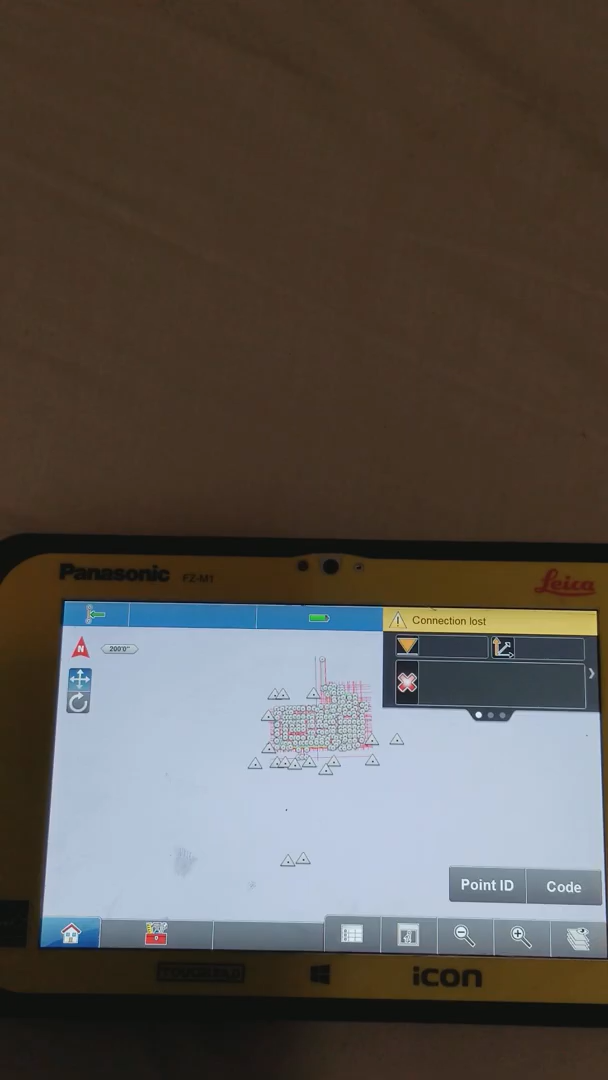 Panasonic FZ-M1
Leica
Connection lost
N
200'0"
Point ID
Code
TOUGHPAD
iCON